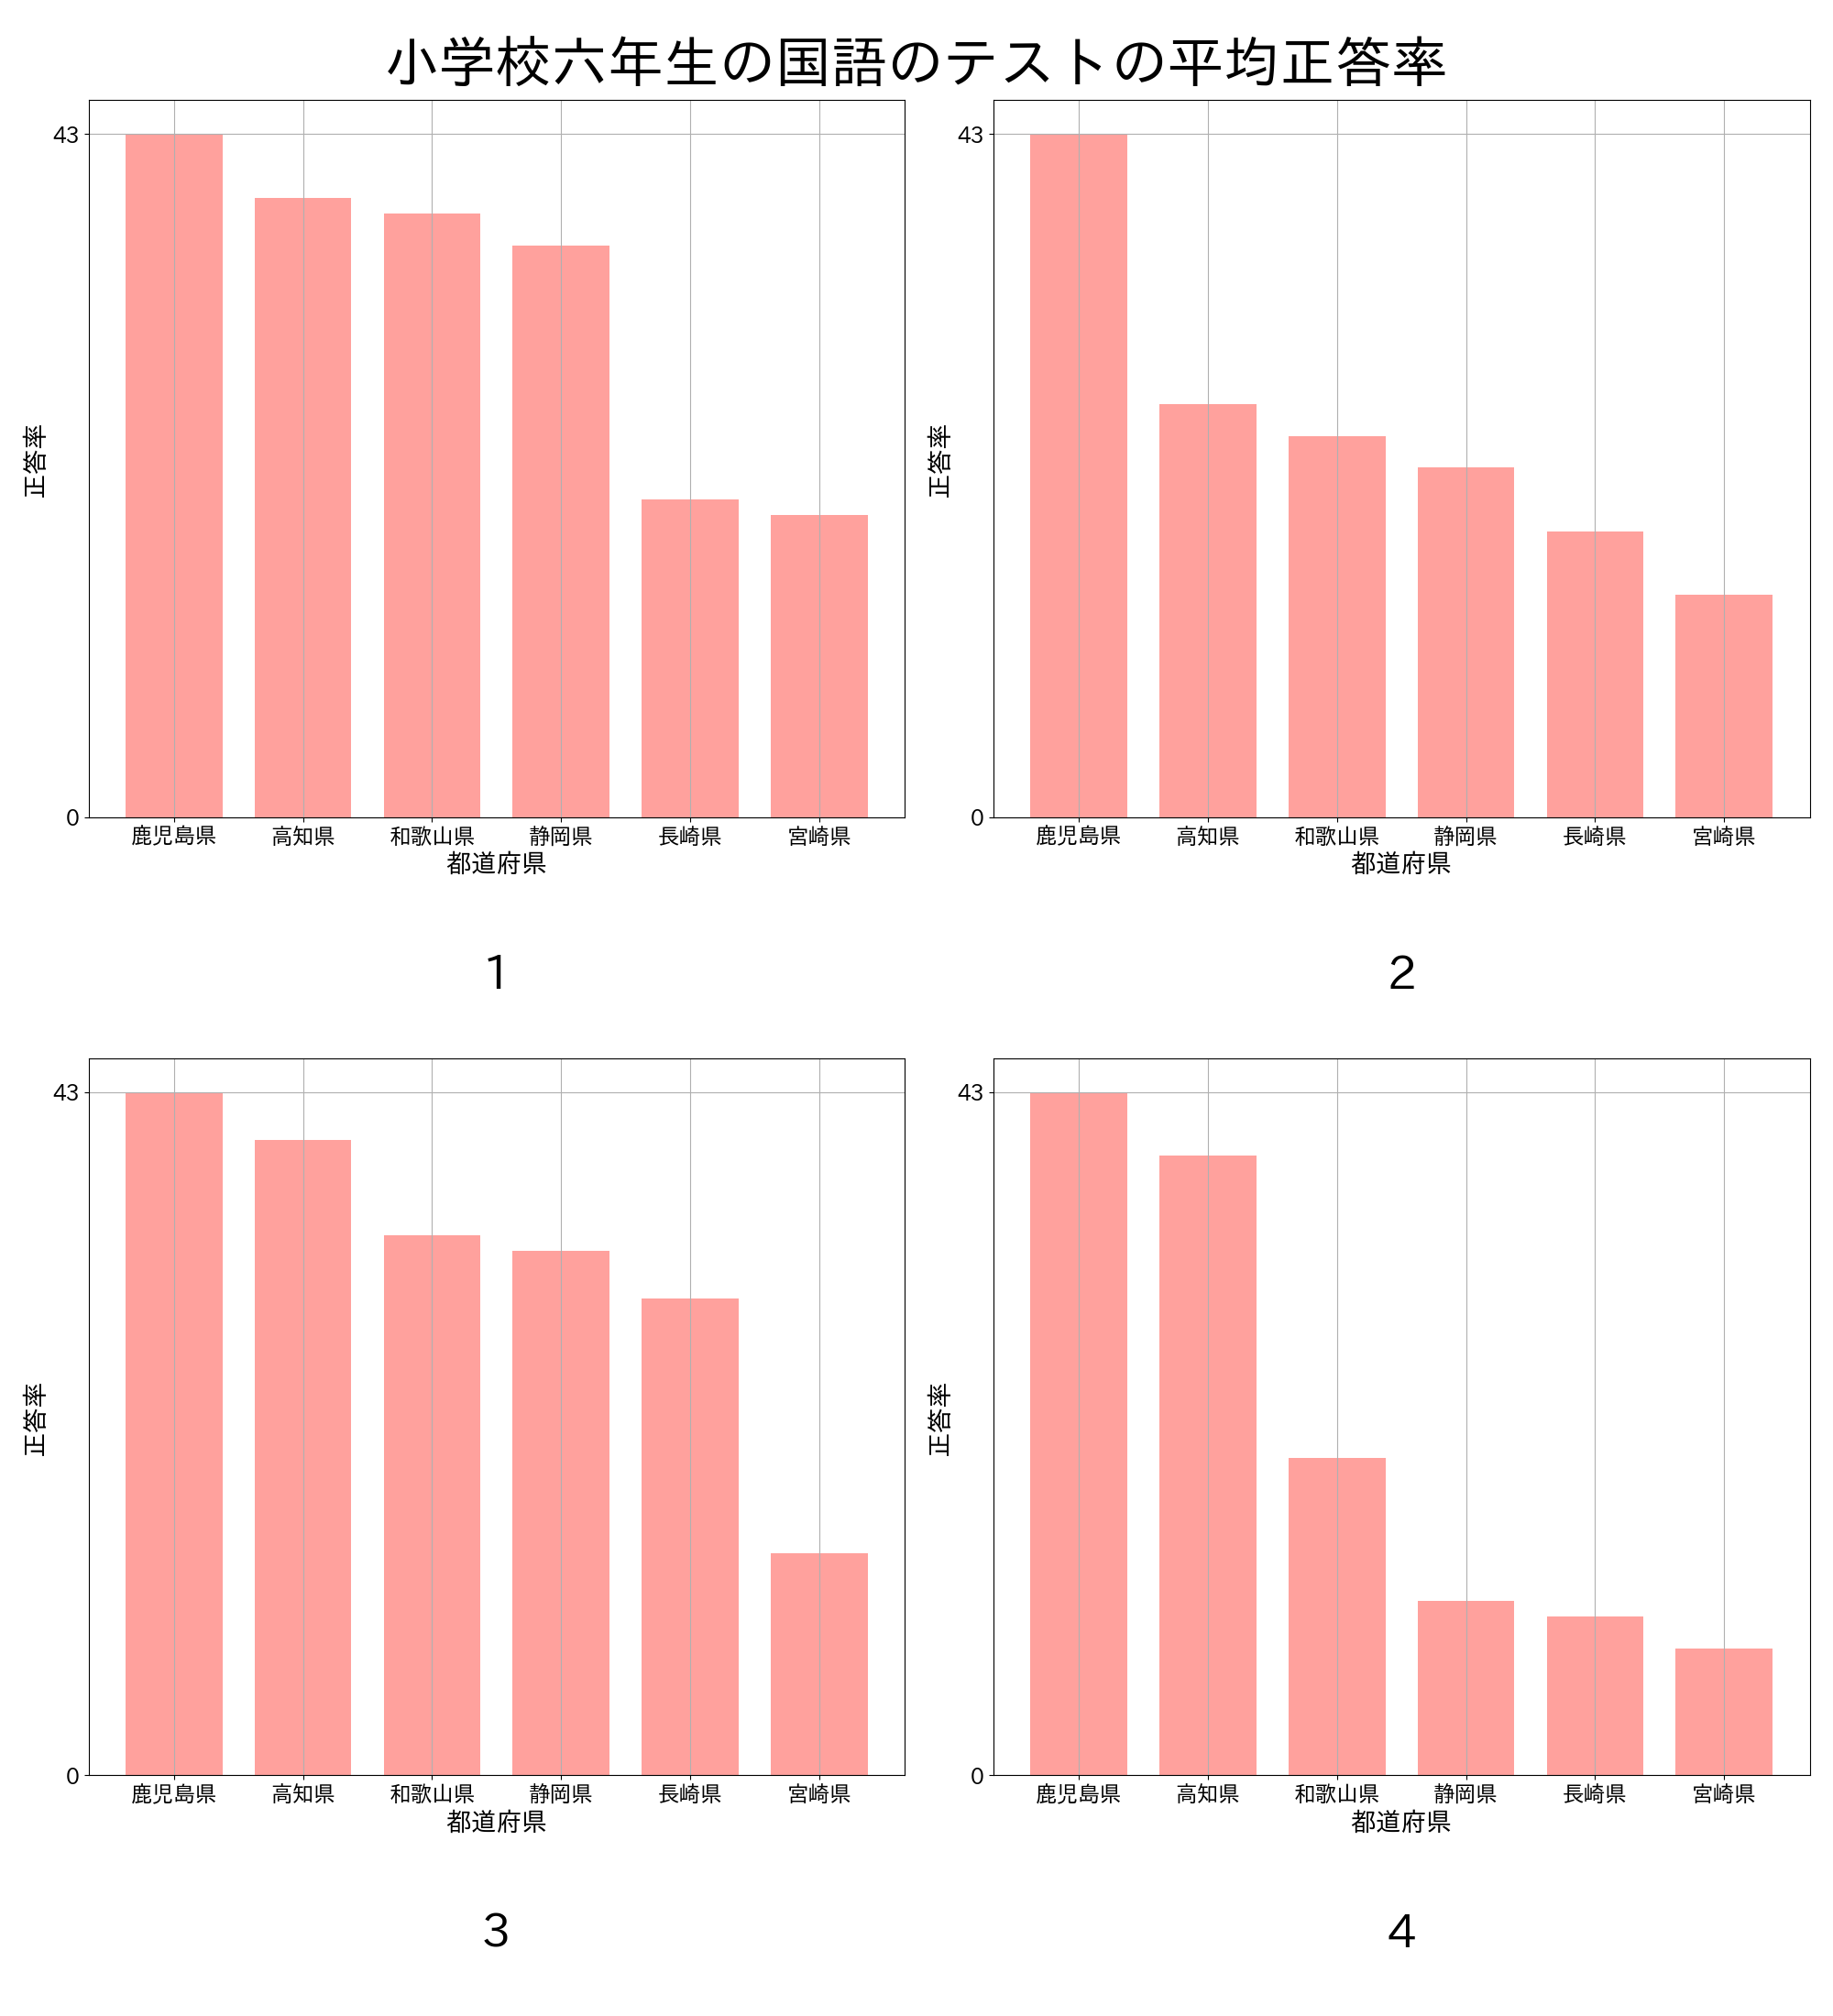 小学校六年生の国語のテストの平均正答率
43
0
正答率
鹿児島県 高知県 和歌山県 静岡県 長崎県 宮崎県
都道府県
1
43
0
正答率
鹿児島県 高知県 和歌山県 静岡県 長崎県 宮崎県
都道府県
2
43
0
正答率
鹿児島県 高知県 和歌山県 静岡県 長崎県 宮崎県
都道府県
3
43
0
正答率
鹿児島県 高知県 和歌山県 静岡県 長崎県 宮崎県
都道府県
4